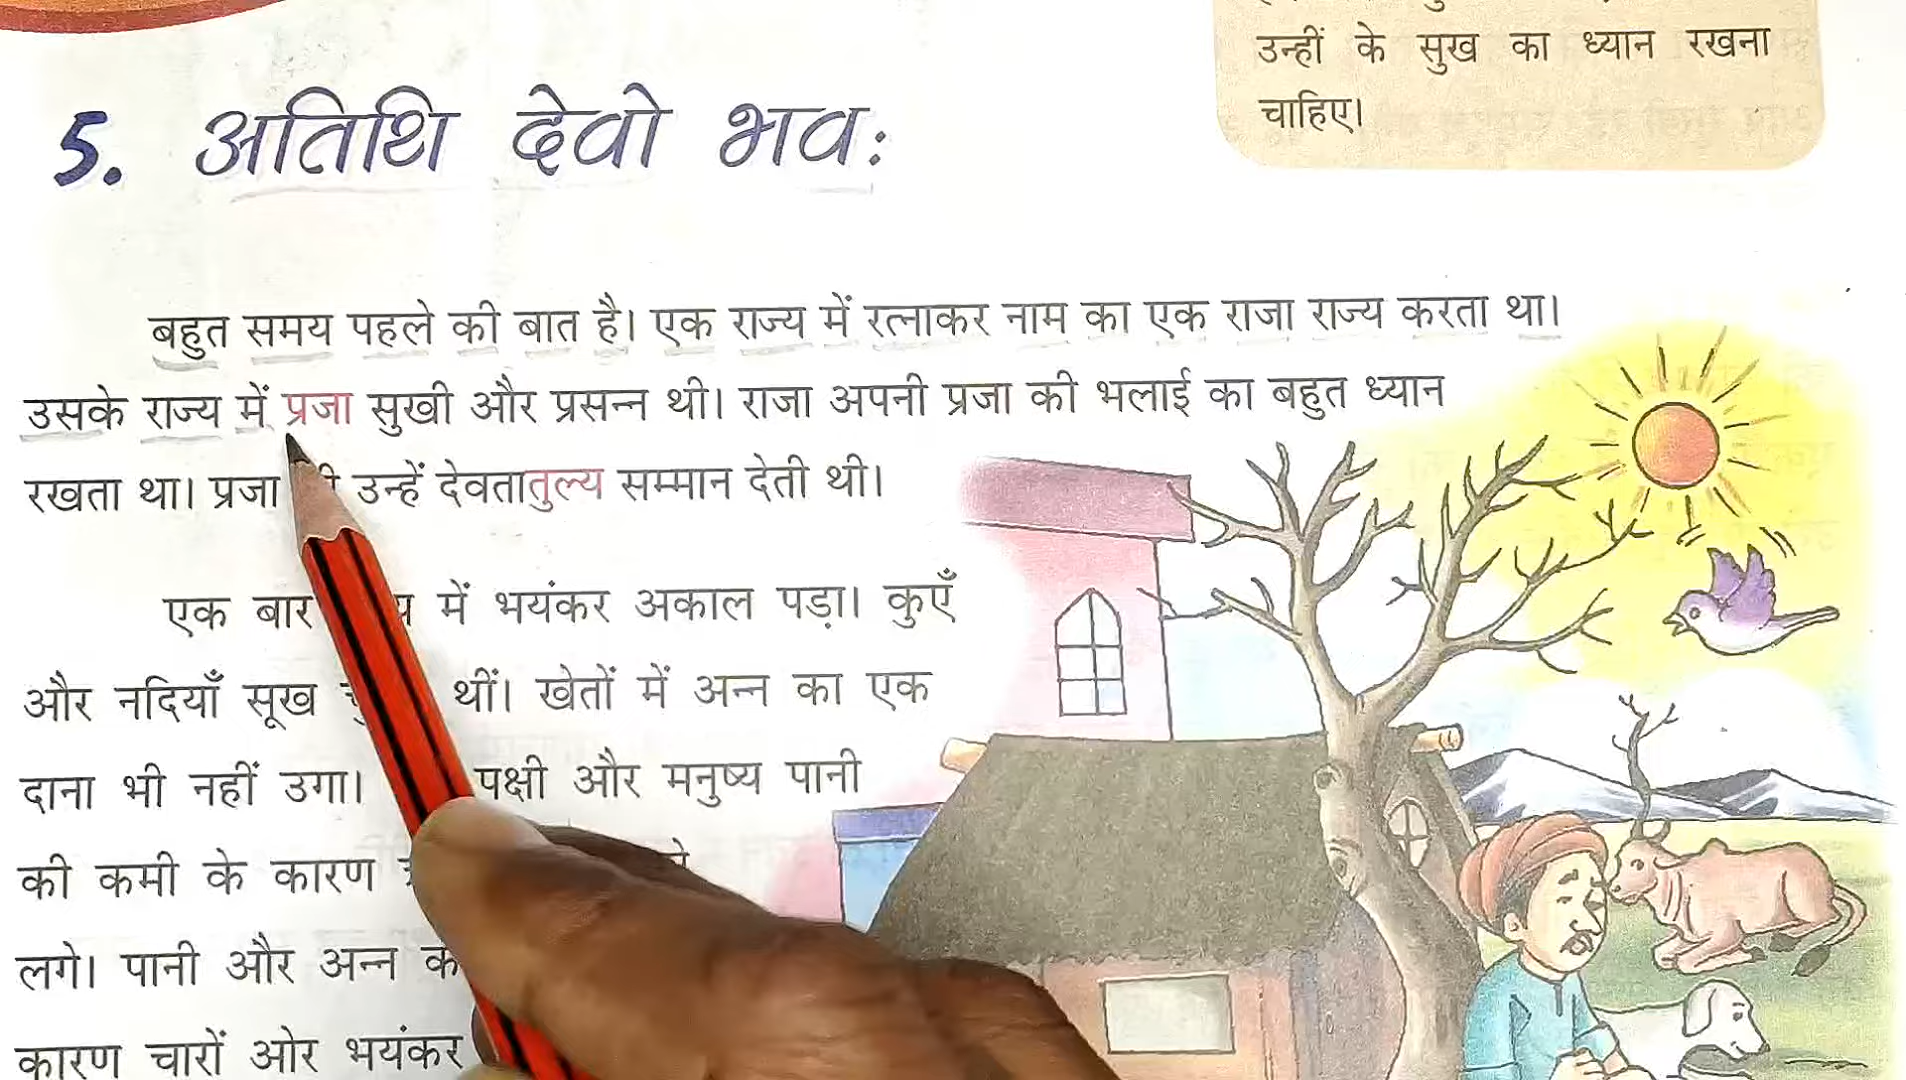 उन्हीं के सुख का ध्यान रखना
चाहिए।
5. अतिथि देवो भवः
बहुत समय पहले की बात है। एक राज्य में रत्नाकर नाम का एक राजा राज्य करता था।
उसके राज्य में प्रजा सुखी और प्रसन्न थी। राजा अपनी प्रजा की भलाई का बहुत ध्यान
रखता था। प्रजा उन्हें देवतातुल्य सम्मान देती थी।
एक बार में भयंकर अकाल पड़ा। कुएँ
और नदियाँ सूख थीं। खेतों में अन्न का एक
दाना भी नहीं उगा। पक्षी और मनुष्य पानी
की कमी के कारण
लगे। पानी और अन्न
कारण चारों ओर भयंकर